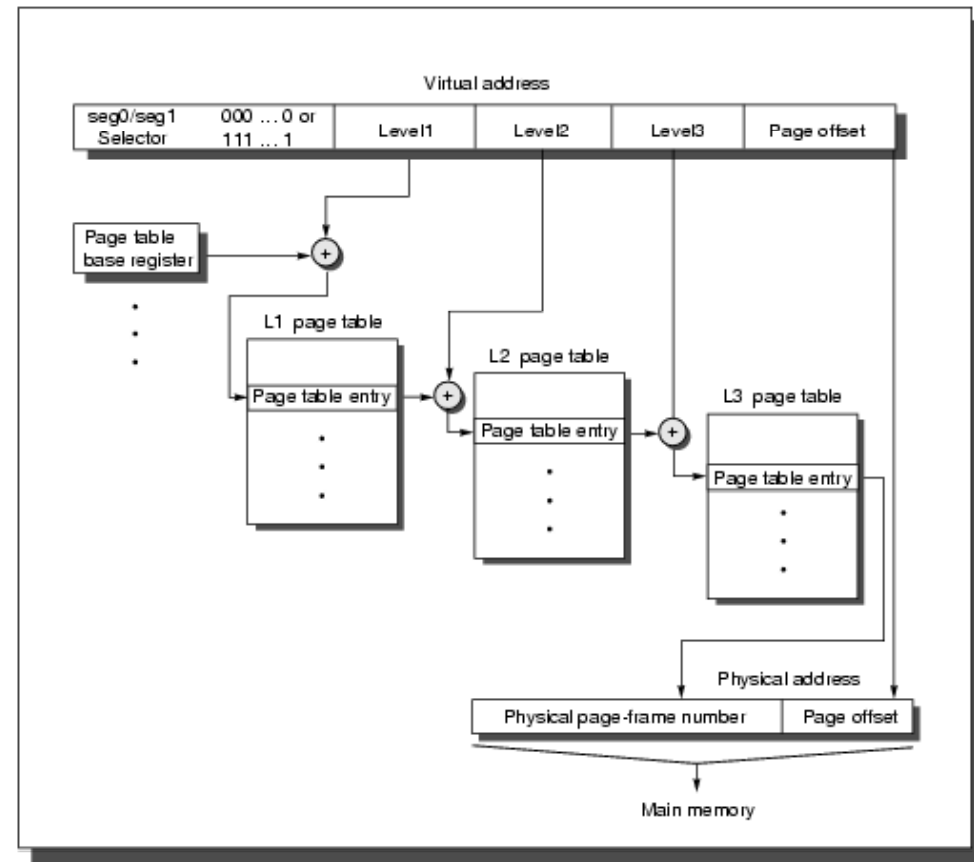 Virtual address
seg0/seg1 000 ... 0 or
Selector 111 ... 1
Level1
Level2
Level3
Page offset
Page table
base register
+
L1 page table
Page table entry
+
L2 page table
Page table entry
+
L3 page table
Page table entry
Physical address
Physical page-frame number
Page offset
Main memory